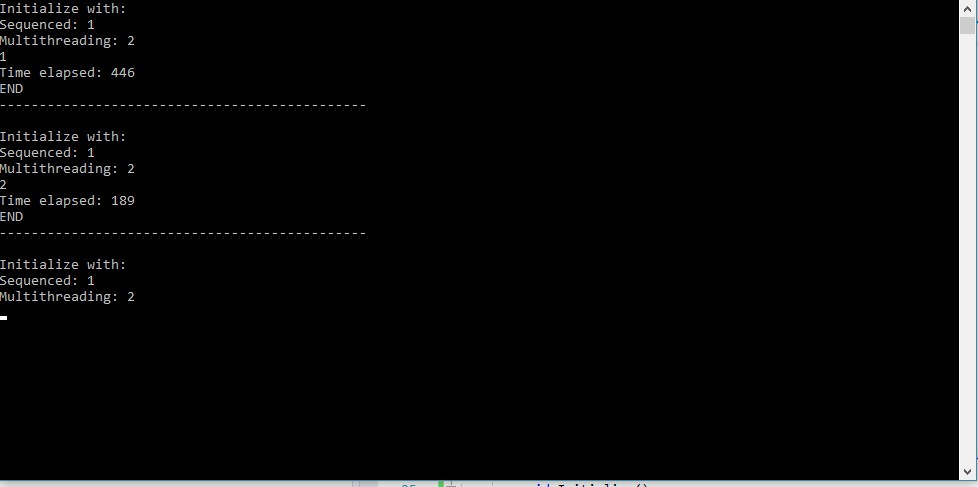 Initialize with:
Sequenced: 1
Multithreading: 2
1
Time elapsed: 446
END
----------------------------------------------
Initialize with:
Sequenced: 1
Multithreading: 2
2
Time elapsed: 189
END
----------------------------------------------
Initialize with:
Sequenced: 1
Multithreading: 2